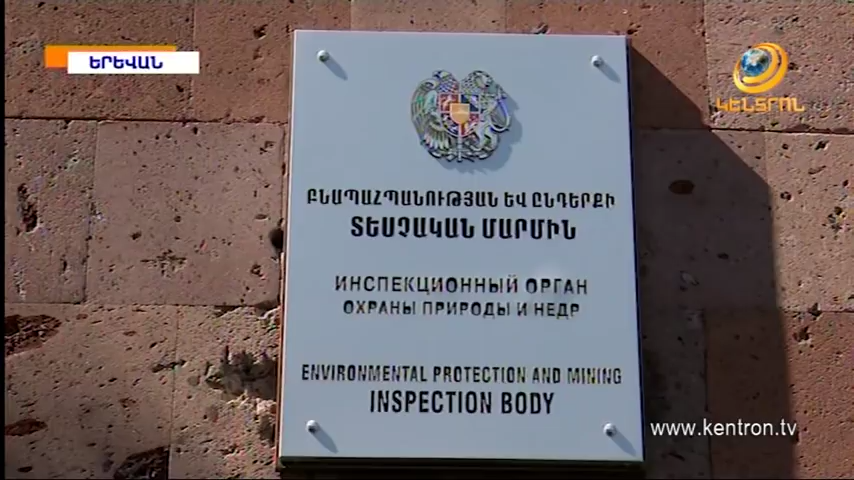 ԵՐԵՎԱՆ
ԿԵՆՏՐՈՆ
ԲՆԱՊԱՀՊԱՆՈՒԹՅԱՆ ԵՎ ԸՆԴԵՐՔԻ
ՏԵՍՉԱԿԱՆ ՄԱՐՄԻՆ
ИНСПЕКЦИОННЫЙ ОРГАН
ОХРАНЫ ПРИРОДЫ И НЕДР
ENVIRONMENTAL PROTECTION AND MINING
INSPECTION BODY
www.kentron.tv